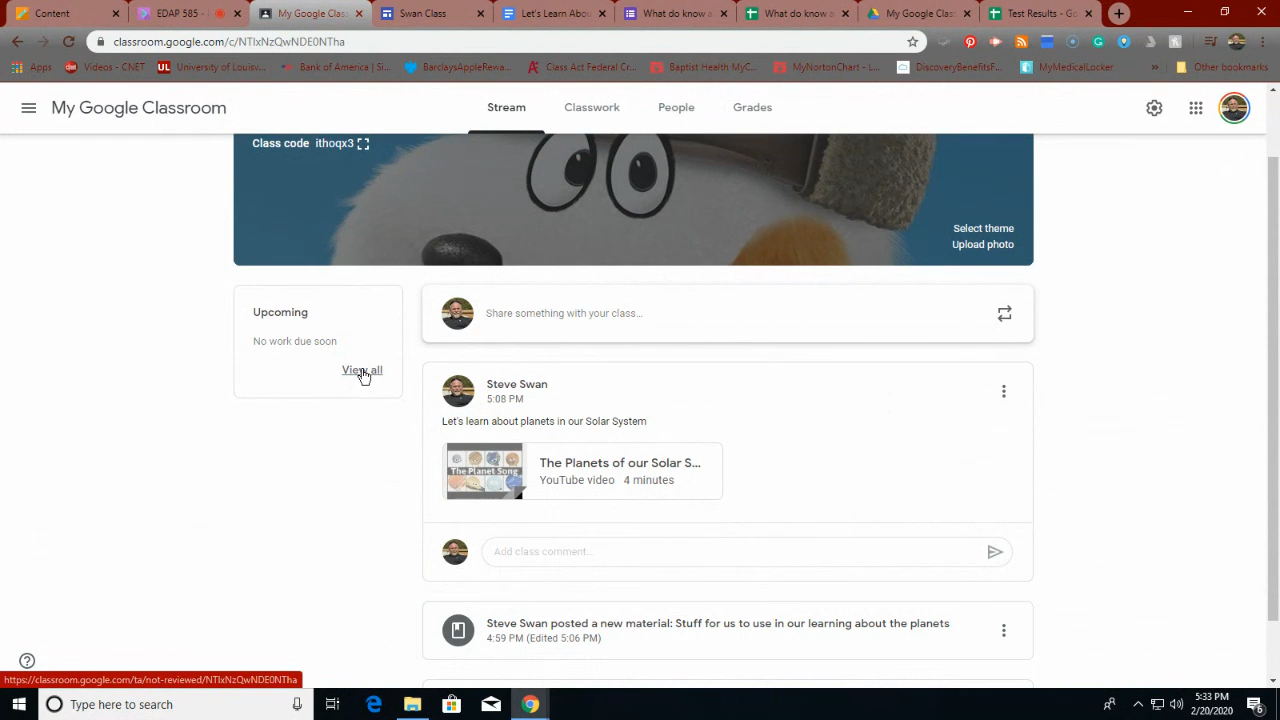 Content
EDAP 585 -
My Google Clas
Swan Class
Let's Learn Abou
What do know a
What do know a
My Google Clas
Test Results - Go
classroom.google.com/c/NTIxNzQwNDE0NTha
Apps
Videos - CNET
University of Louisv...
Bank of America | Si...
BarclaysAppleRewa...
Class Act Federal Cr...
Baptist Health MyC...
MyNortonChart - L...
DiscoveryBenefitsF...
MyMedicalLocker
»
Other bookmarks
My Google Classroom
Stream
Classwork
People
Grades
Class code ithoqx3
Select theme
Upload photo
Upcoming
No work due soon
View all
Share something with your class...
Steve Swan
5:08 PM
Let's learn about planets in our Solar System
The Planet Song
The Planets of our Solar S...
YouTube video 4 minutes
Add class comment...
Steve Swan posted a new material: Stuff for us to use in our learning about the planets
4:59 PM (Edited 5:06 PM)
https://classroom.google.com/ta/not-reviewed/NTIxNzQwNDE0NTha
Type here to search
5:33 PM
2/20/2020
6